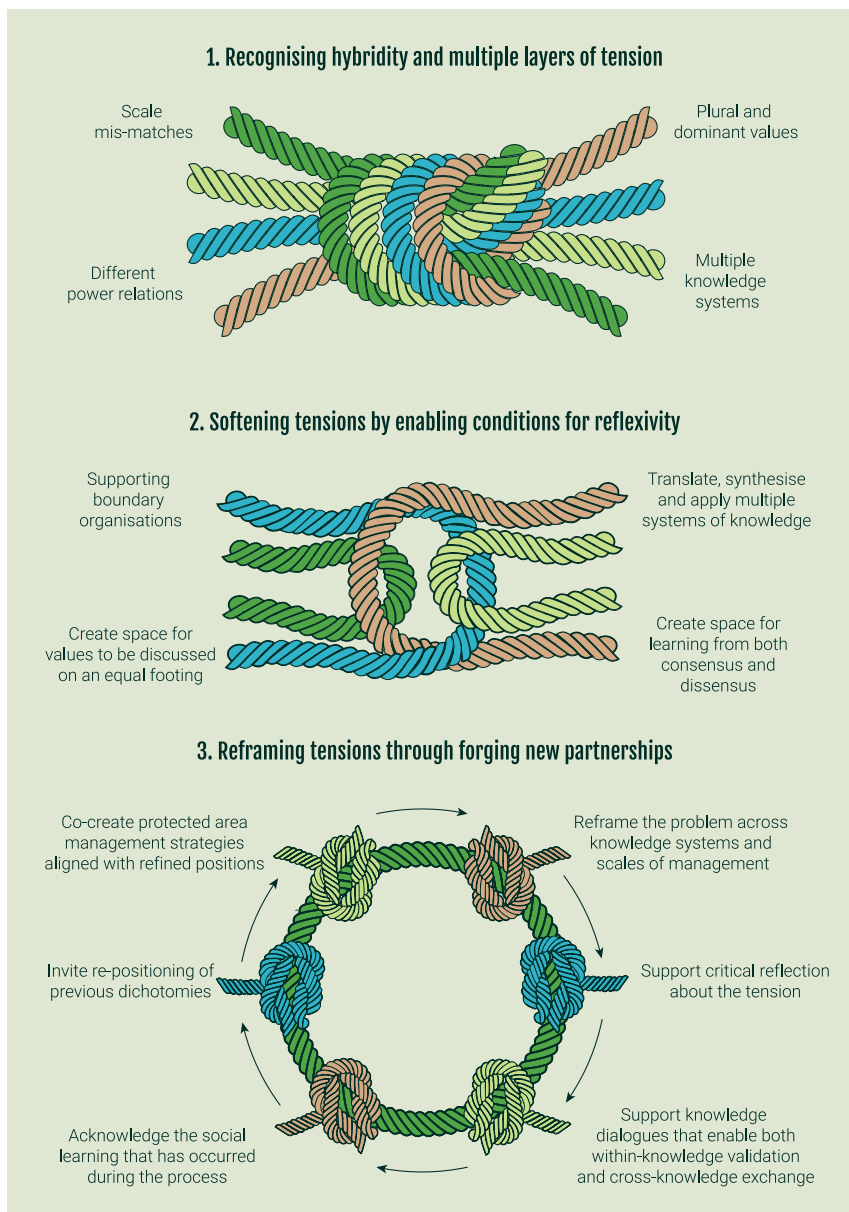 1. Recognising hybridity and multiple layers of tension
Scale
mis-matches
Plural and
dominant values
Different
power relations
Multiple
knowledge
systems
2. Softening tensions by enabling conditions for reflexivity
Supporting
boundary
organisations
Translate, synthesise
and apply multiple
systems of knowledge
Create space for
values to be discussed
on an equal footing
Create space for
learning from both
consensus and
dissensus
3. Reframing tensions through forging new partnerships
Co-create protected area
management strategies
aligned with refined positions
Reframe the problem across
knowledge systems and
scales of management
Invite re-positioning of
previous dichotomies
Support critical reflection
about the tension
Acknowledge the social
learning that has occurred
during the process
Support knowledge
dialogues that enable both
within-knowledge validation
and cross-knowledge exchange